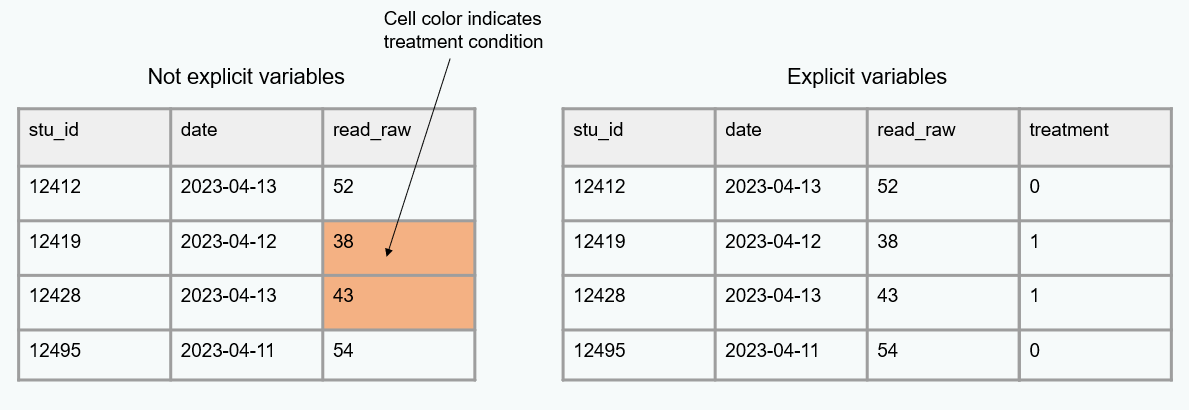 Cell color indicates
treatment condition
Not explicit variables
stu_id date read_raw
12412 2023-04-13 52
12419 2023-04-12 38
12428 2023-04-13 43
12495 2023-04-11 54
Explicit variables
stu_id date read_raw treatment
12412 2023-04-13 52 0
12419 2023-04-12 38 1
12428 2023-04-13 43 1
12495 2023-04-11 54 0